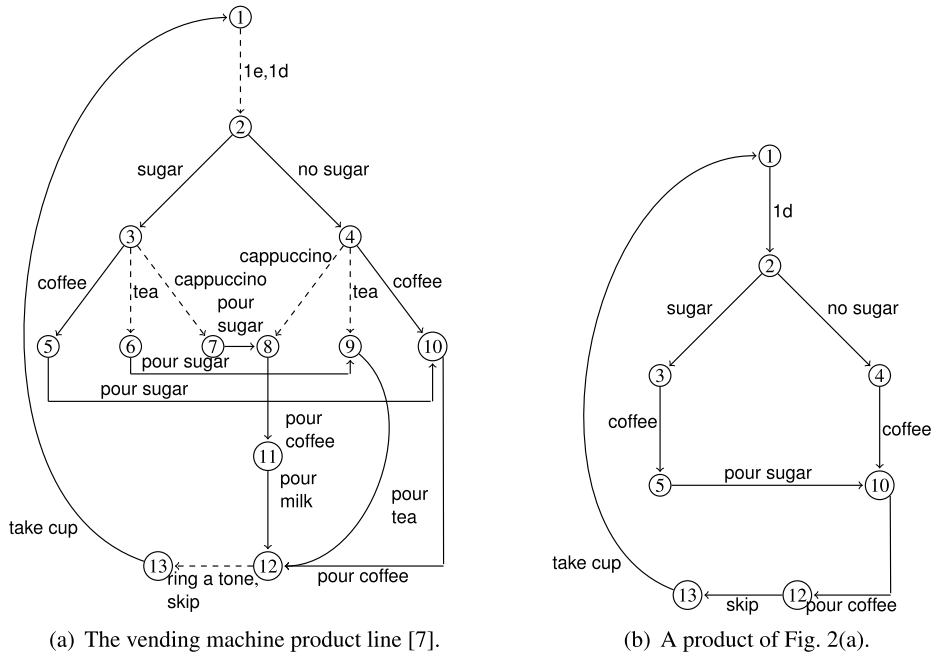 1
1e,1d
2
sugar
no sugar
3
4
coffee
tea
cappuccino
pour
sugar
cappuccino
tea
coffee
5
6
7
8
9
10
pour sugar
pour sugar
pour
coffee
11
pour
milk
pour
tea
take cup
13
ring a tone,
skip
12
pour coffee
(a) The vending machine product line [7].
1
1d
2
sugar
no sugar
3
4
coffee
coffee
5
pour sugar
10
take cup
13
skip
12
pour coffee
(b) A product of Fig. 2(a).